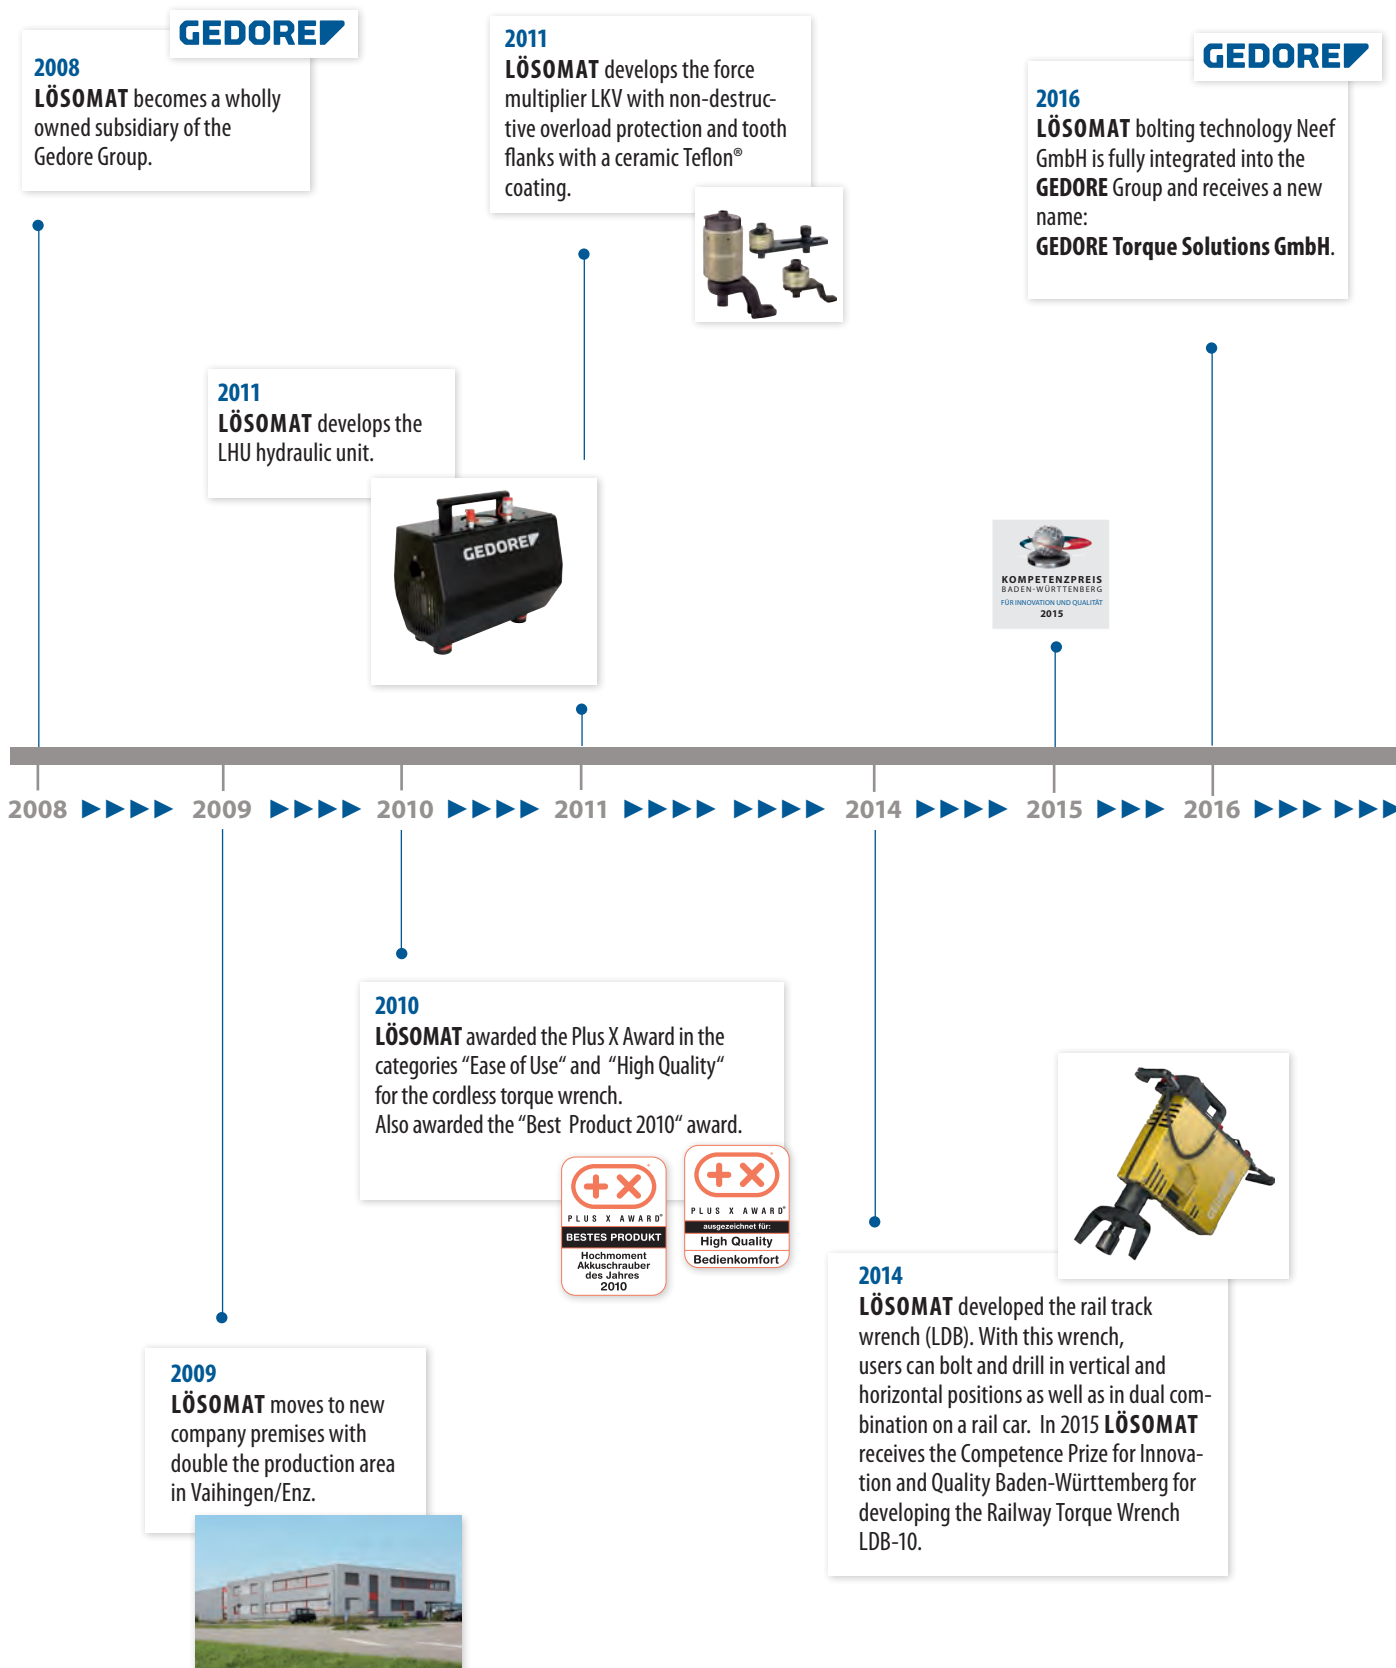 GEDORE
2008
LÖSOMAT becomes a wholly
owned subsidiary of the
Gedore Group.
2011
LÖSOMAT develops the force
multiplier LKV with non-destruc-
tive overload protection and tooth
flanks with a ceramic Teflon®
coating.
GEDORE
2016
LÖSOMAT bolting technology Neef
GmbH is fully integrated into the
GEDORE Group and receives a new
name:
GEDORE Torque Solutions GmbH.
2011
LÖSOMAT develops the
LHU hydraulic unit.
GEDORE
KOMPETENZPREIS
BADEN-WÜRTTENBERG
FÜR INNOVATION UND QUALITÄT
2015
2008 2009 2010 2011 2014 2015 2016
2010
LÖSOMAT awarded the Plus X Award in the
categories “Ease of Use“ and “High Quality“
for the cordless torque wrench.
Also awarded the “Best Product 2010“ award.
+X
PLUS X AWARD®
BESTES PRODUKT
Hochmoment
Akkuschrauber
des Jahres
2010
+X
PLUS X AWARD®
ausgezeichnet für:
High Quality
Bedienkomfort
2014
LÖSOMAT developed the rail track
wrench (LDB). With this wrench,
users can bolt and drill in vertical and
horizontal positions as well as in dual com-
bination on a rail car. In 2015 LÖSOMAT
receives the Competence Prize for Innova-
tion and Quality Baden-Württemberg for
developing the Railway Torque Wrench
LDB-10.
2009
LÖSOMAT moves to new
company premises with
double the production area
in Vaihingen/Enz.